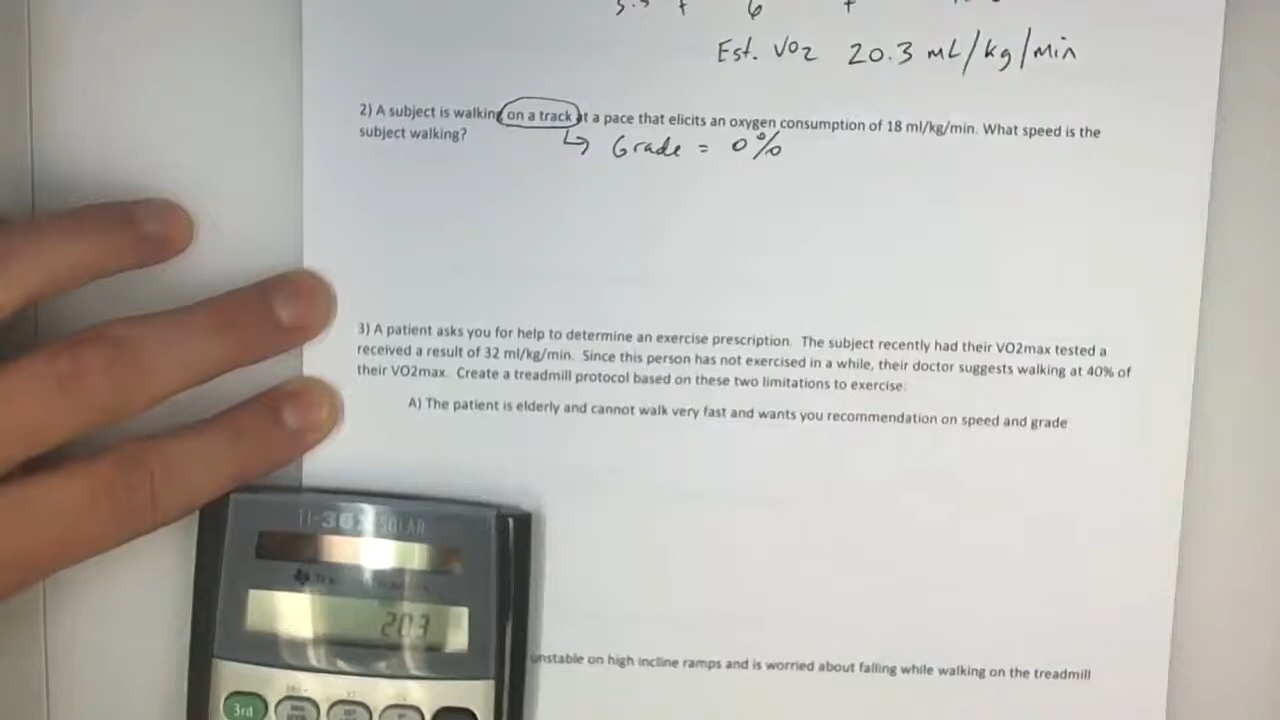 3.5 + 6 +
Est. VO2 20.3 mL/kg/min
2) A subject is walking on a track at a pace that elicits an oxygen consumption of 18 ml/kg/min. What speed is the
subject walking?
↳ Grade = 0%
3) A patient asks you for help to determine an exercise prescription. The subject recently had their VO2max tested a
received a result of 32 ml/kg/min. Since this person has not exercised in a while, their doctor suggests walking at 40% of
their VO2max. Create a treadmill protocol based on these two limitations to exercise:
A) The patient is elderly and cannot walk very fast and wants you recommendation on speed and grade
TI-36X SOLAR
20.3
unstable on high incline ramps and is worried about falling while walking on the treadmill
3rd